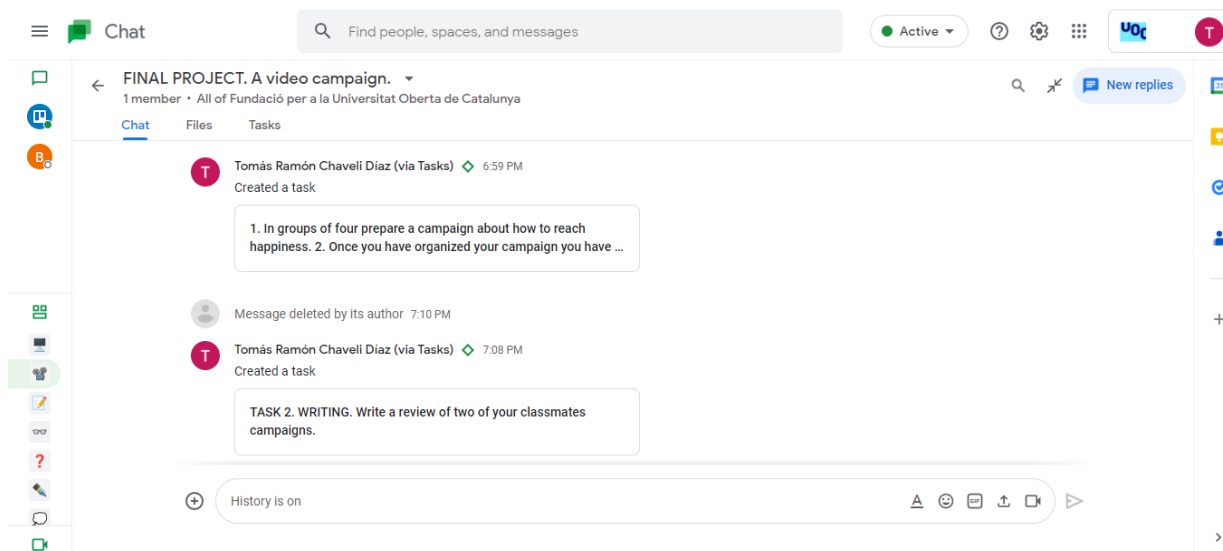 Chat
Find people, spaces, and messages
Active
UOC
T
FINAL PROJECT. A video campaign.
1 member • All of Fundació per a la Universitat Oberta de Catalunya
New replies
Chat Files Tasks
B
T
Tomás Ramón Chaveli Díaz (via Tasks) 6:59 PM
Created a task
1. In groups of four prepare a campaign about how to reach
happiness. 2. Once you have organized your campaign you have ...
Message deleted by its author 7:10 PM
T
Tomás Ramón Chaveli Díaz (via Tasks) 7:08 PM
Created a task
TASK 2. WRITING. Write a review of two of your classmates
campaigns.
History is on
GIF